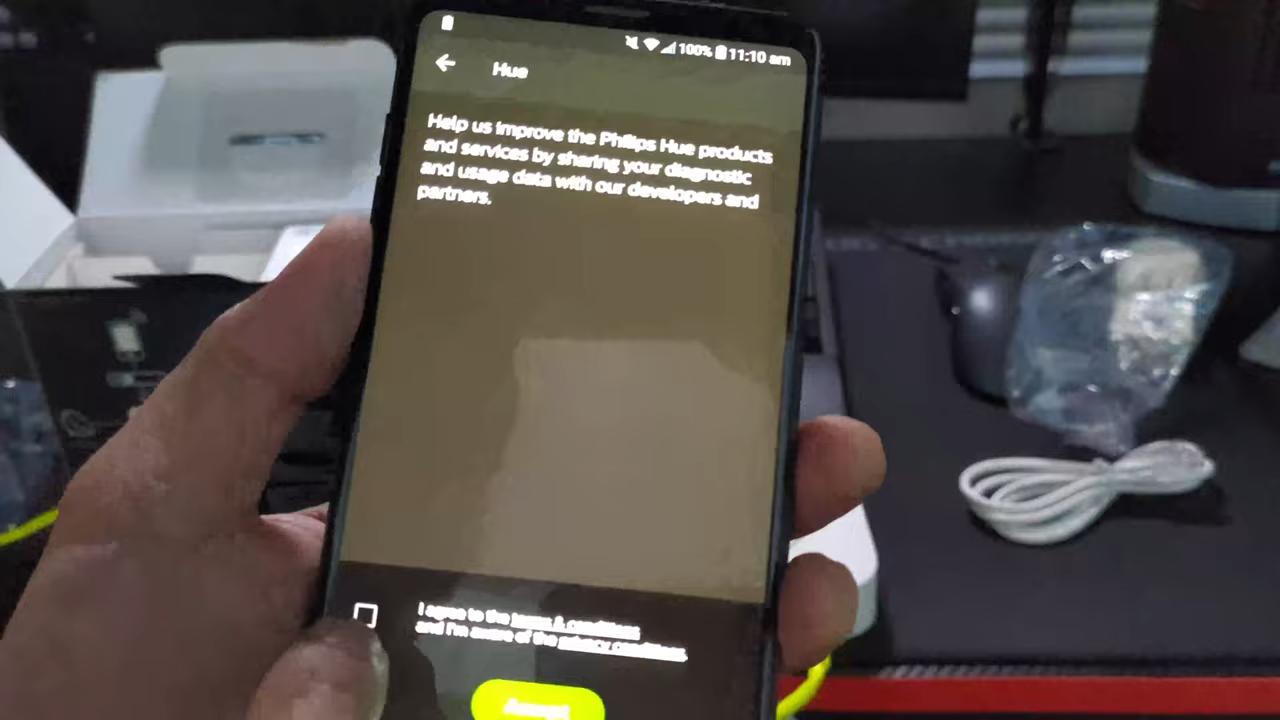 100% 11:10 am
Hue
Help us improve the Philips Hue products
and services by sharing your diagnostic
and usage data with our developers and
partners.
I agree to the terms & conditions
and I'm aware of the privacy conditions.
Accept